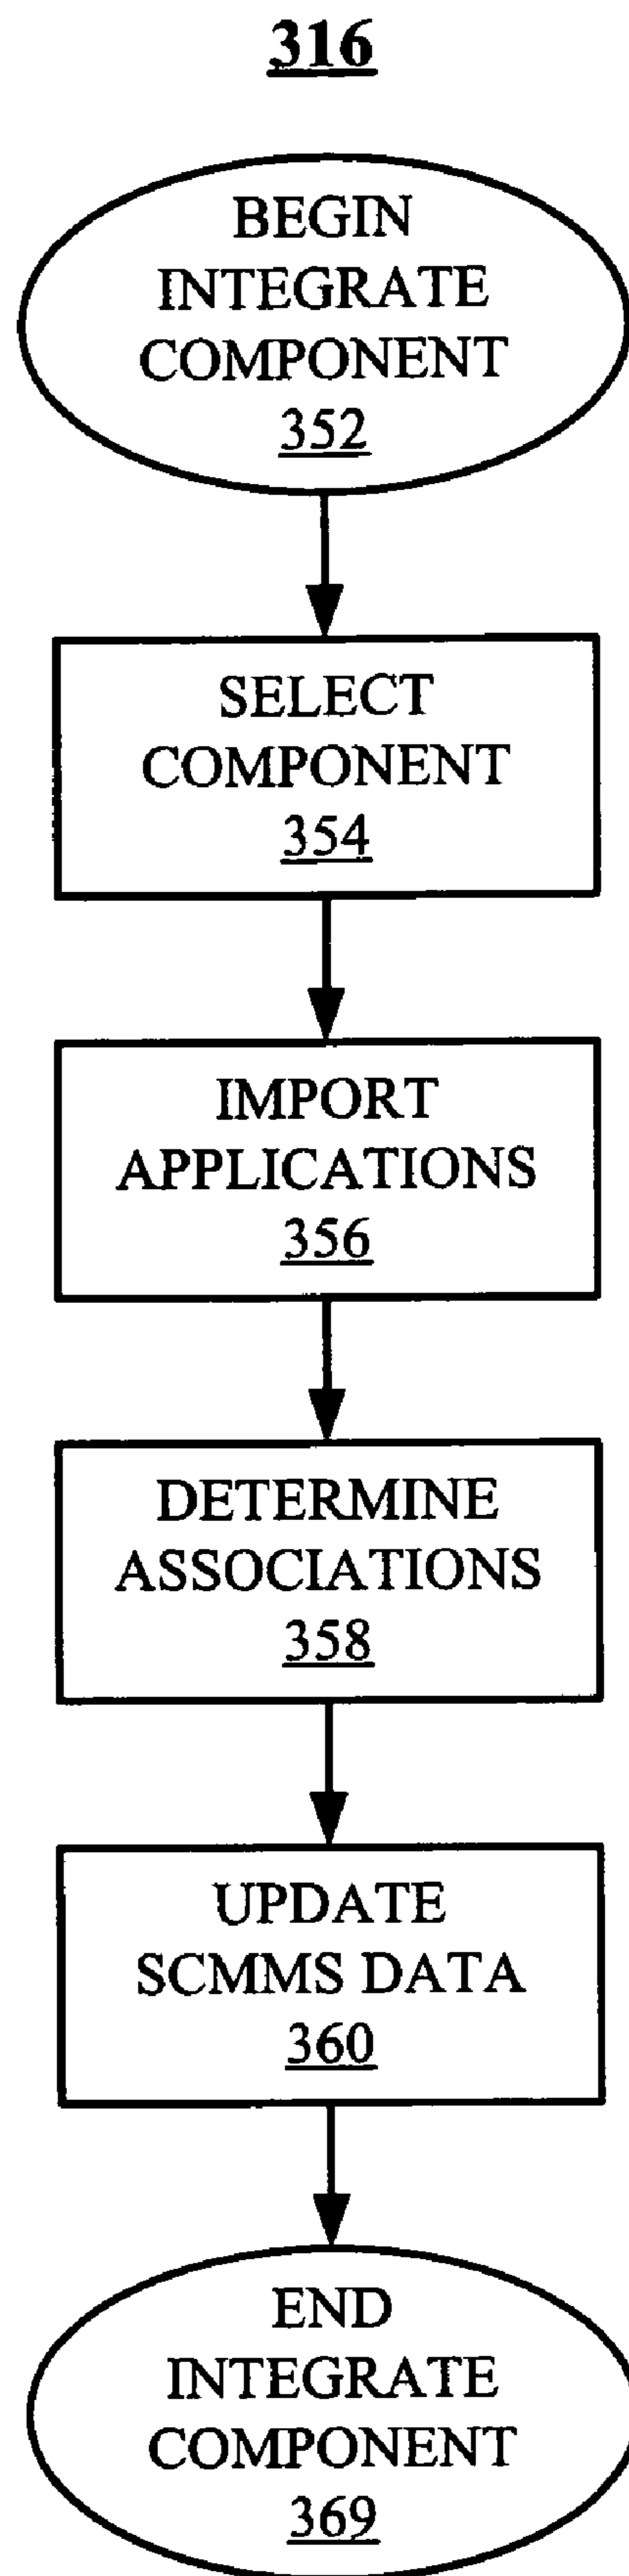 316
BEGIN
INTEGRATE
COMPONENT
352
SELECT
COMPONENT
354
IMPORT
APPLICATIONS
356
DETERMINE
ASSOCIATIONS
358
UPDATE
SCMMS DATA
360
END
INTEGRATE
COMPONENT
369